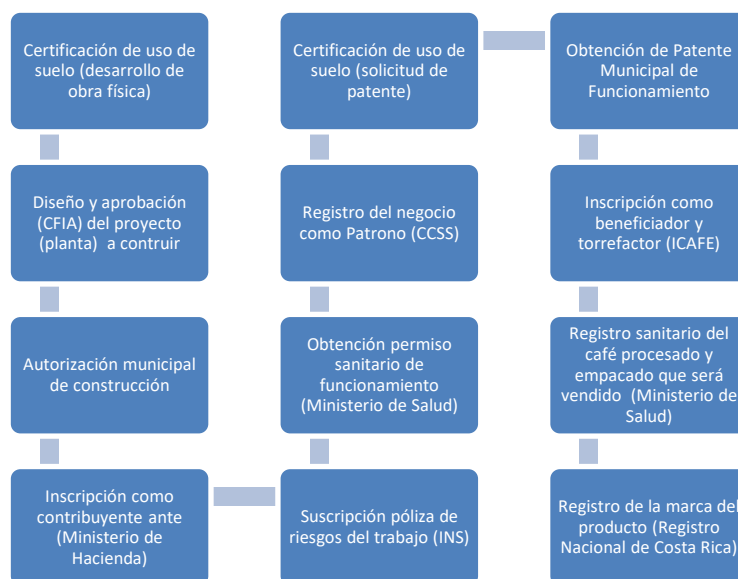 Certificación de uso de
suelo (desarrollo de
obra física)
Diseño y aprobación
(CFIA) del proyecto
(planta) a contruir
Autorización municipal
de construcción
Inscripción como
contribuyente ante
(Ministerio de
Hacienda)
Suscripción póliza de
riesgos del trabajo (INS)
Obtención permiso
sanitario de
funcionamiento
(Ministerio de Salud)
Registro del negocio
como Patrono (CCSS)
Certificación de uso de
suelo (solicitud de
patente)
Obtención de Patente
Municipal de
Funcionamiento
Inscripción como
beneficiador y
torrefactor (ICAFE)
Registro sanitario del
café procesado y
empacado que será
vendido (Ministerio de
Salud)
Registro de la marca del
producto (Registro
Nacional de Costa Rica)